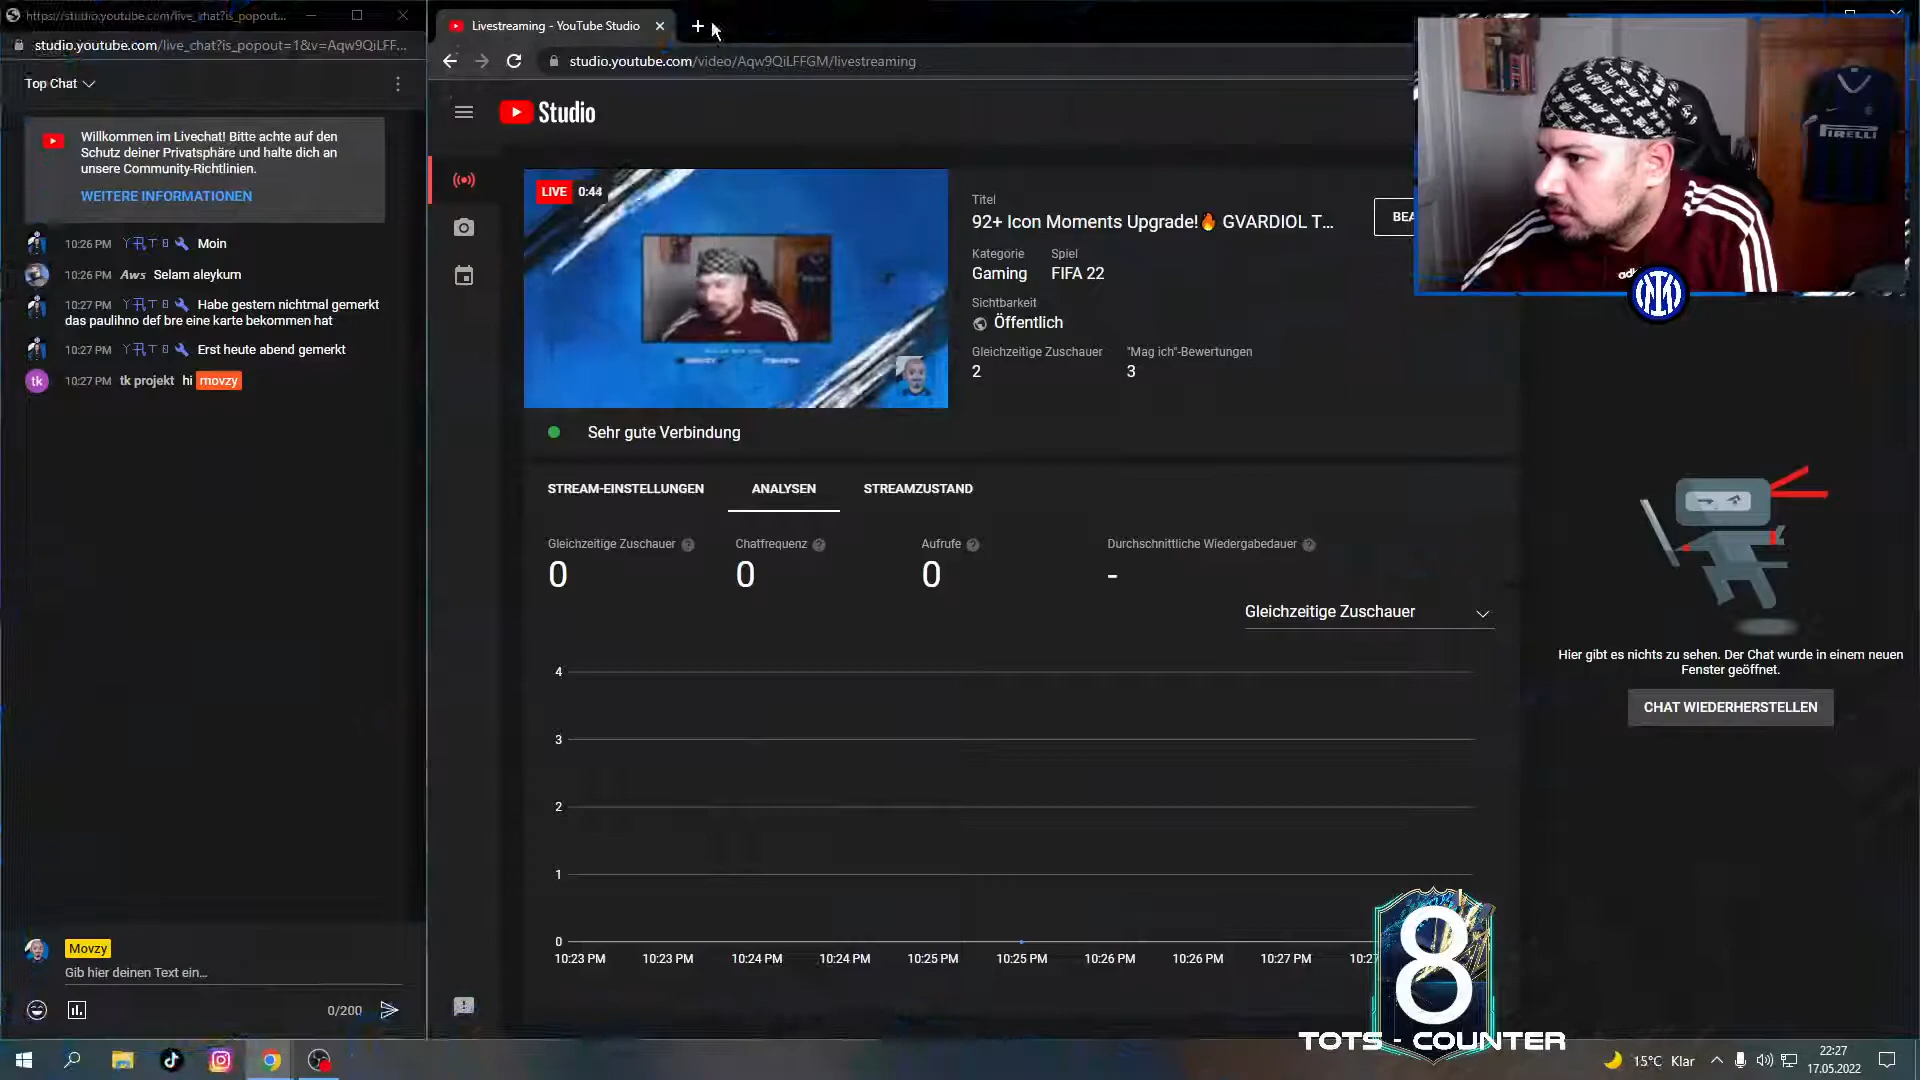 https://studio.youtube.com/live_chat?is_popout...
studio.youtube.com/live_chat?is_popout=1&v=Aqw9QiLFF...
Top Chat
Willkommen im Livechat! Bitte achte auf den
Schutz deiner Privatsphäre und halte dich an
unsere Community-Richtlinien.
WEITERE INFORMATIONEN
10:26 PM Moin
10:26 PM Aws Selam aleykum
10:27 PM Habe gestern nichtmal gemerkt
das paulihno def bre eine karte bekommen hat
10:27 PM Erst heute abend gemerkt
tk 10:27 PM tk projekt hi movzy
Movzy
Gib hier deinen Text ein...
0/200
Livestreaming - YouTube Studio
studio.youtube.com/video/Aqw9QiLFFGM/livestreaming
Studio
LIVE 0:44
Titel
92+ Icon Moments Upgrade!🔥 GVARDIOL T...
BEA
Kategorie Spiel
Gaming FIFA 22
Sichtbarkeit
Öffentlich
Gleichzeitige Zuschauer "Mag ich"-Bewertungen
2 3
Sehr gute Verbindung
STREAM-EINSTELLUNGEN ANALYSEN STREAMZUSTAND
Gleichzeitige Zuschauer Chatfrequenz Aufrufe Durchschnittliche Wiedergabedauer
0 0 0 -
Gleichzeitige Zuschauer
4
3
2
1
0
10:23 PM 10:23 PM 10:24 PM 10:24 PM 10:25 PM 10:25 PM 10:26 PM 10:26 PM 10:27 PM 10:27
PIRELLI
adi
Hier gibt es nichts zu sehen. Der Chat wurde in einem neuen
Fenster geöffnet.
CHAT WIEDERHERSTELLEN
8
TOTS - COUNTER
15°C Klar
22:27
17.05.2022